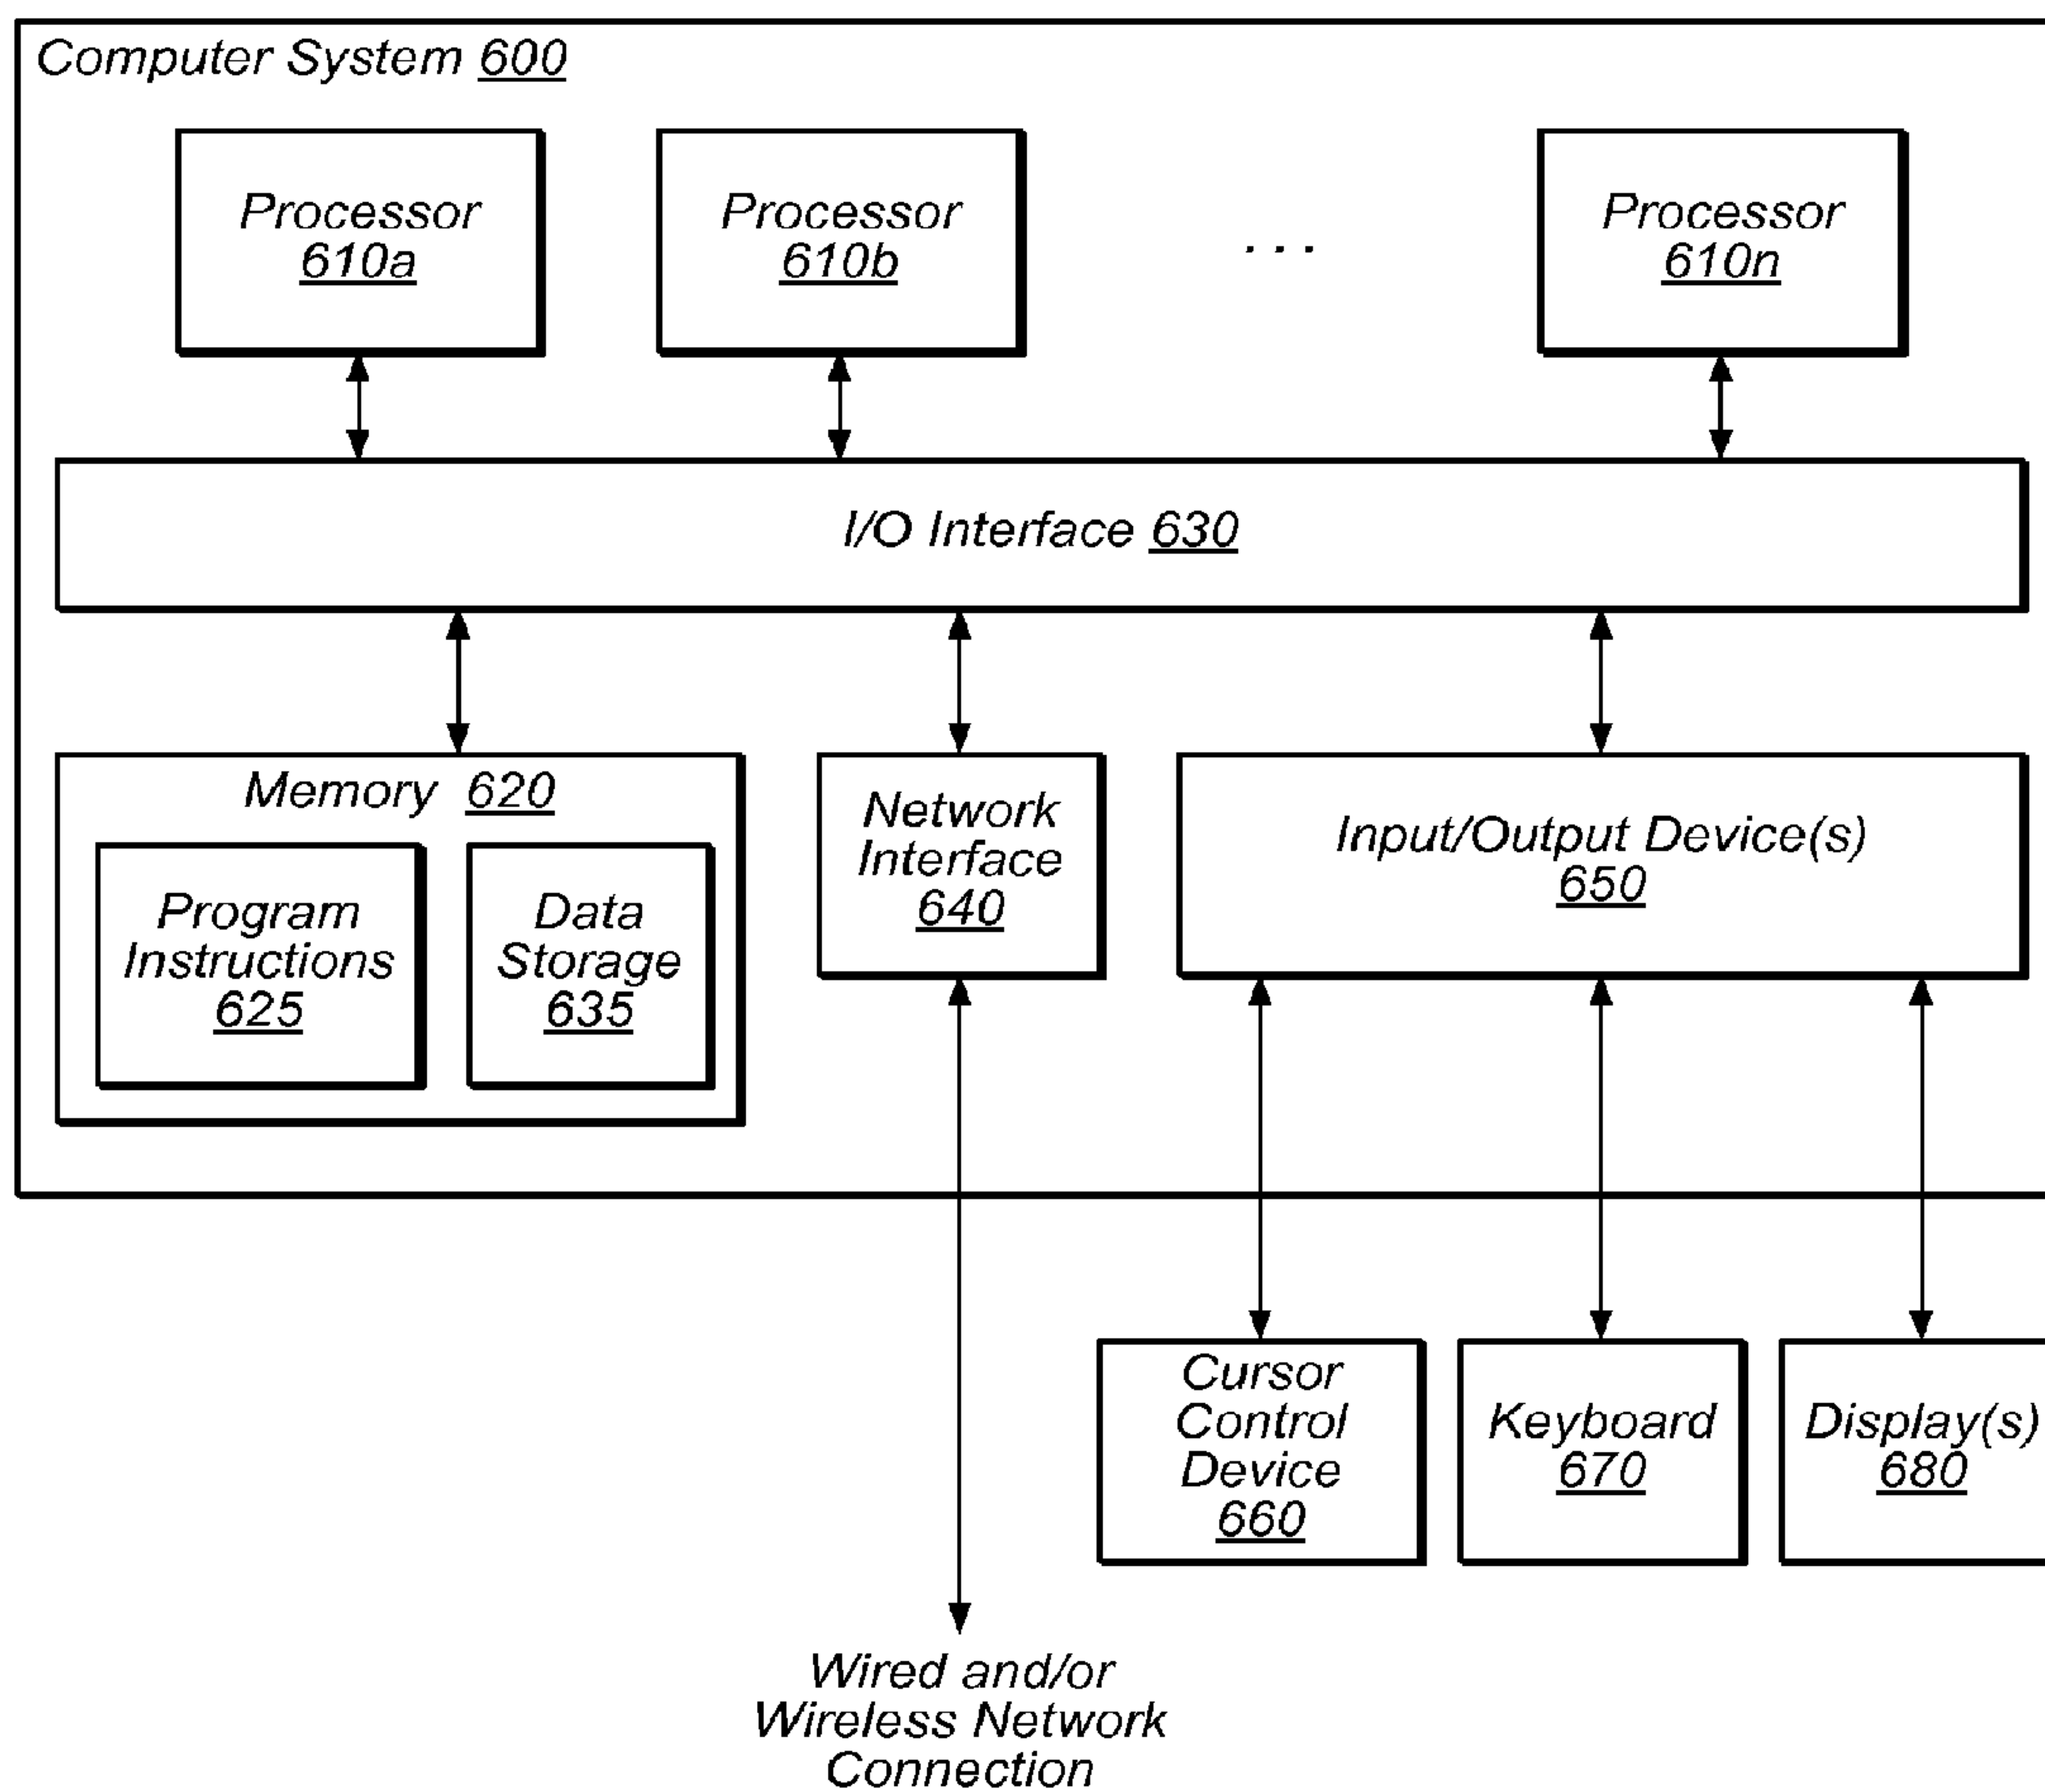 Computer System 600
Processor
610a
Processor
610b
. . .
Processor
610n
I/O Interface 630
Memory 620
Program
Instructions
625
Data
Storage
635
Network
Interface
640
Input/Output Device(s)
650
Cursor
Control
Device
660
Keyboard
670
Display(s)
680
Wired and/or
Wireless Network
Connection